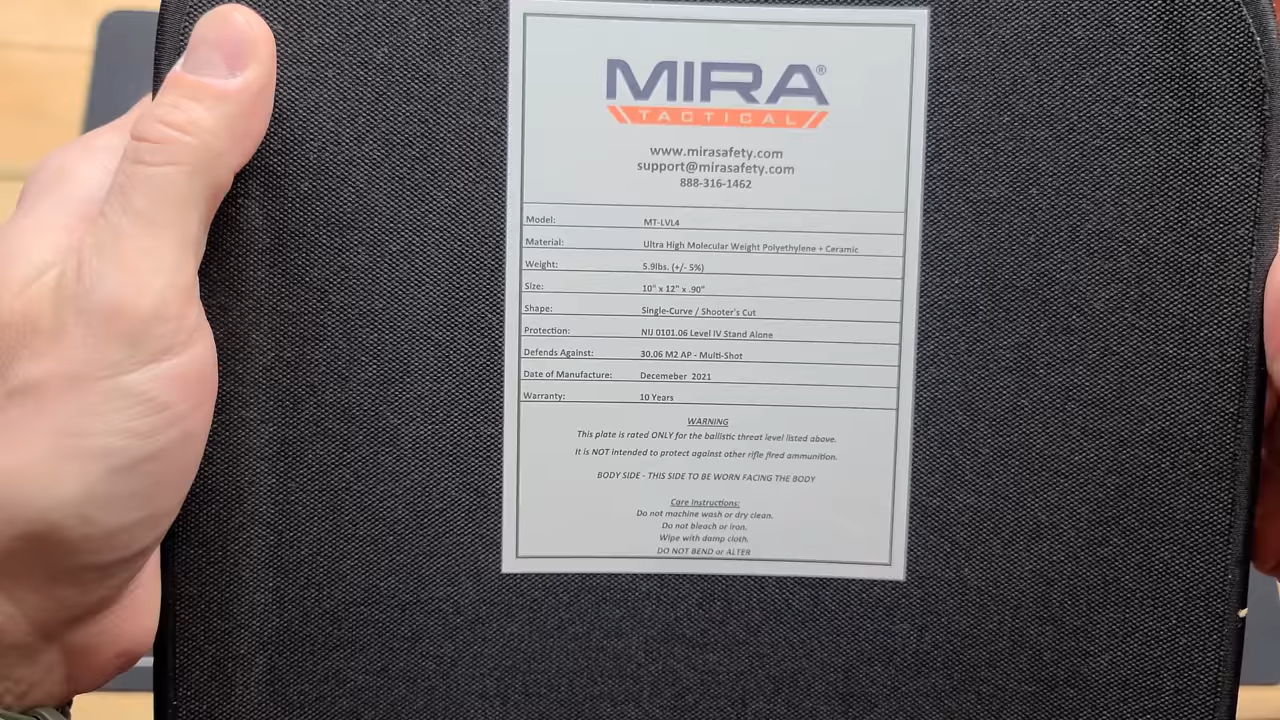 MIRA®
TACTICAL
www.mirasafety.com
support@mirasafety.com
888-316-1462
Model: MT-LVL4
Material: Ultra High Molecular Weight Polyethylene + Ceramic
Weight: 5.9lbs. (+/- 5%)
Size: 10" x 12" x .90"
Shape: Single-Curve / Shooter's Cut
Protection: NIJ 0101.06 Level IV Stand Alone
Defends Against: 30.06 M2 AP - Multi-Shot
Date of Manufacture: Decemeber 2021
Warranty: 10 Years
WARNING
This plate is rated ONLY for the ballistic threat level listed above.
It is NOT intended to protect against other rifle fired ammunition.
BODY SIDE - THIS SIDE TO BE WORN FACING THE BODY
Care Instructions:
Do not machine wash or dry clean.
Do not bleach or iron.
Wipe with damp cloth.
DO NOT BEND or ALTER